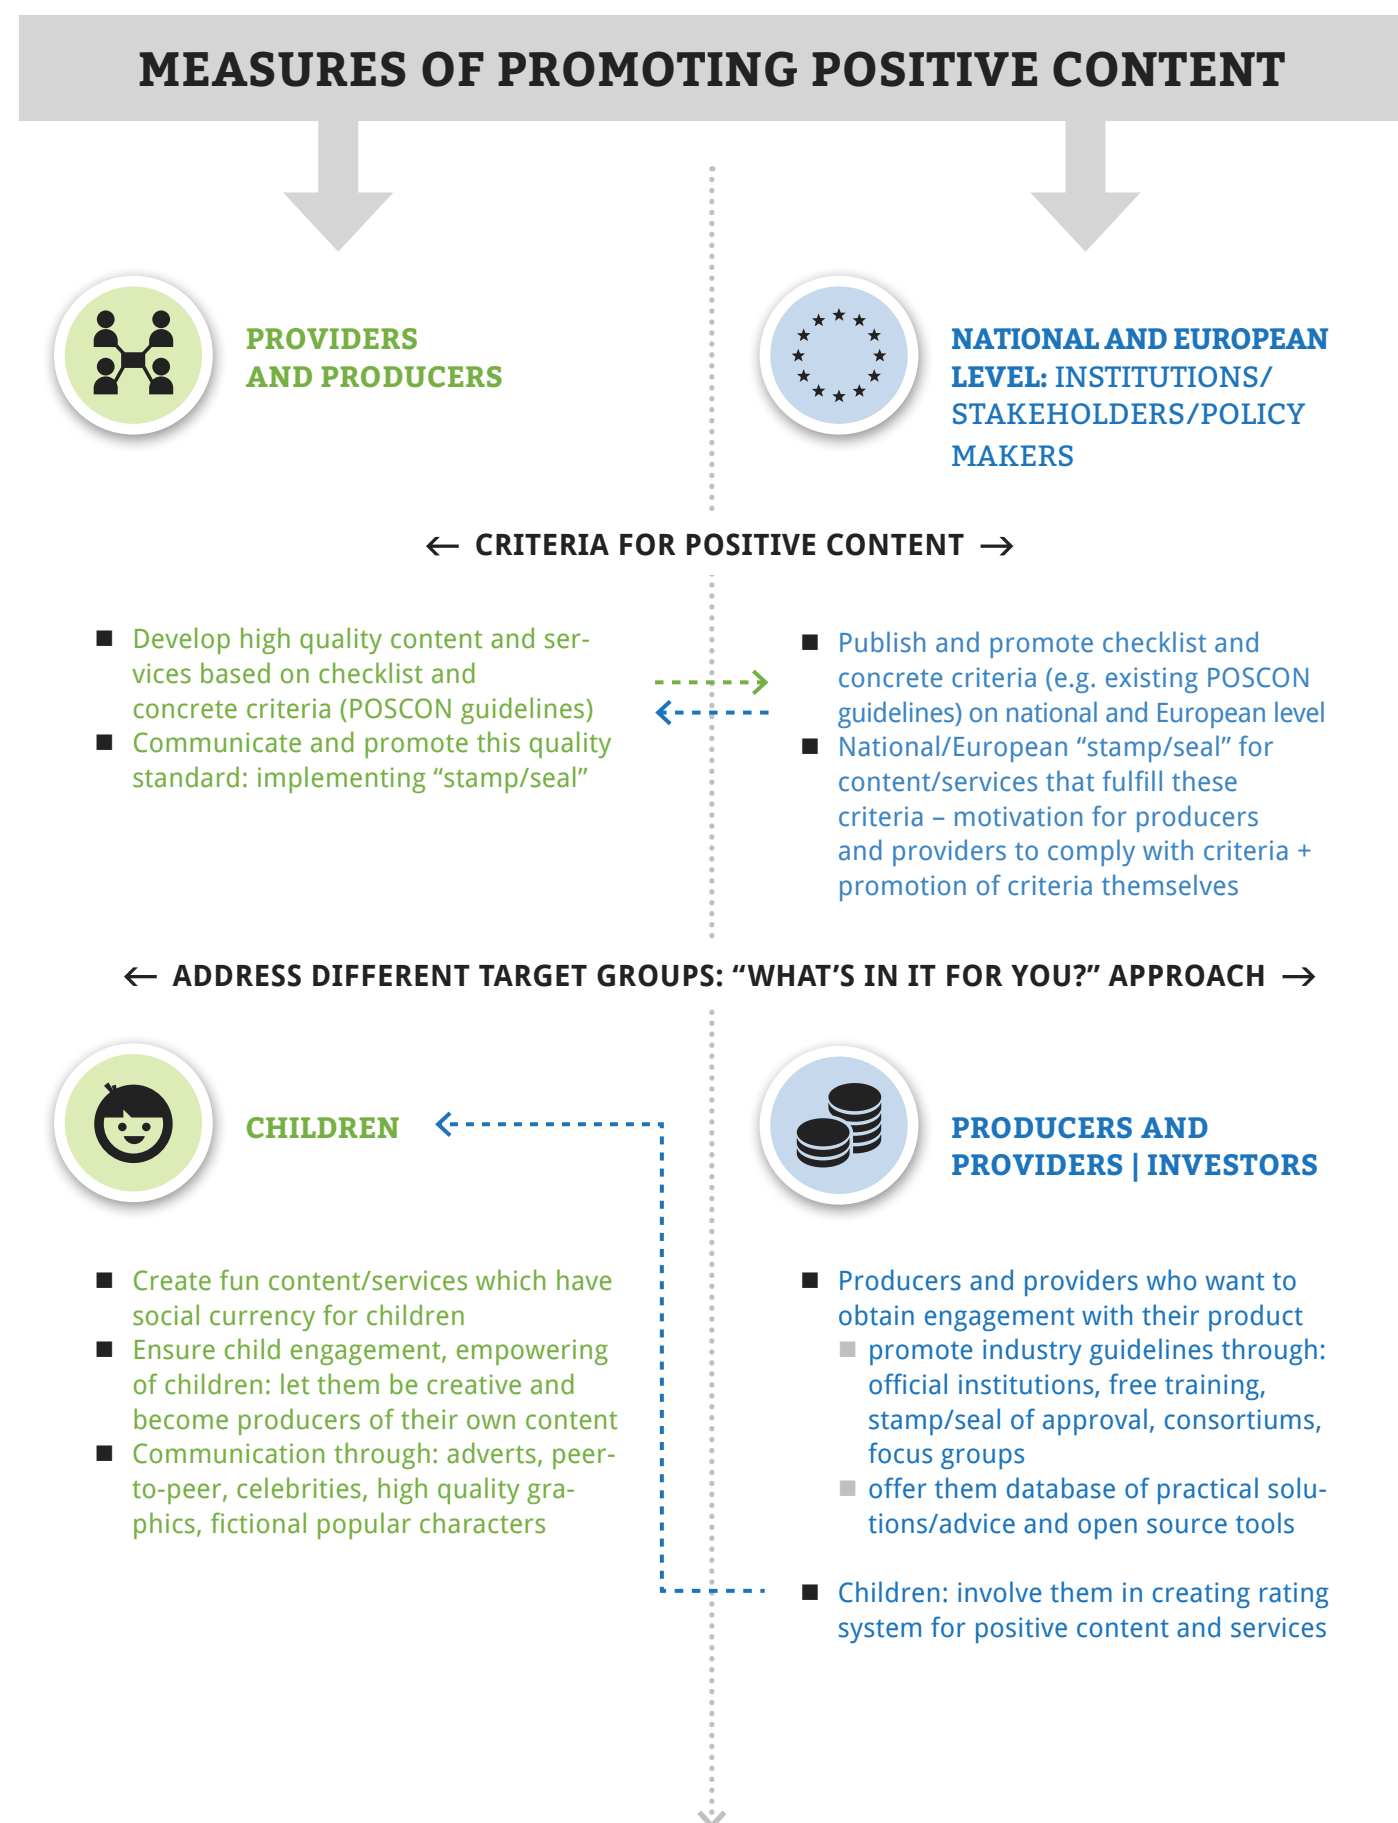 MEASURES OF PROMOTING POSITIVE CONTENT
PROVIDERS
AND PRODUCERS
NATIONAL AND EUROPEAN
LEVEL: INSTITUTIONS/
STAKEHOLDERS/POLICY
MAKERS
← CRITERIA FOR POSITIVE CONTENT →
■ Develop high quality content and ser-
vices based on checklist and
concrete criteria (POSCON guidelines)
■ Communicate and promote this quality
standard: implementing “stamp/seal”
■ Publish and promote checklist and
concrete criteria (e.g. existing POSCON
guidelines) on national and European level
■ National/European “stamp/seal” for
content/services that fulfill these
criteria – motivation for producers
and providers to comply with criteria +
promotion of criteria themselves
← ADDRESS DIFFERENT TARGET GROUPS: “WHAT’S IN IT FOR YOU?” APPROACH →
CHILDREN
■ Create fun content/services which have
social currency for children
■ Ensure child engagement, empowering
of children: let them be creative and
become producers of their own content
■ Communication through: adverts, peer-
to-peer, celebrities, high quality gra-
phics, fictional popular characters
PRODUCERS AND
PROVIDERS | INVESTORS
■ Producers and providers who want to
obtain engagement with their product
■ promote industry guidelines through:
official institutions, free training,
stamp/seal of approval, consortiums,
focus groups
■ offer them database of practical solu-
tions/advice and open source tools
■ Children: involve them in creating rating
system for positive content and services